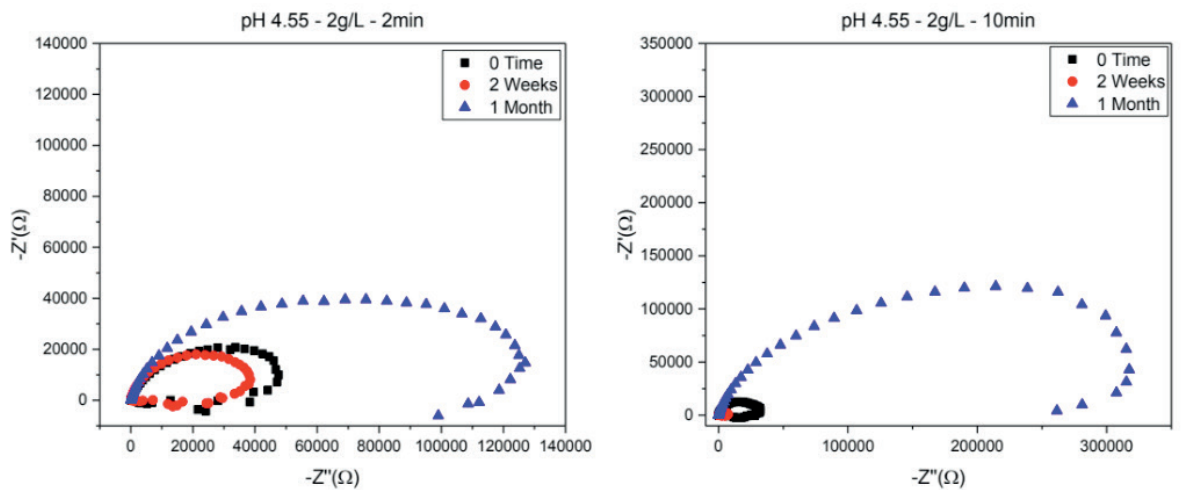 pH 4.55 - 2g/L - 2min
140000
120000
100000
80000
60000
40000
20000
0
-Z'(Ω)
0 Time
2 Weeks
1 Month
0 20000 40000 60000 80000 100000 120000 140000
-Z''(Ω)
pH 4.55 - 2g/L - 10min
350000
300000
250000
200000
150000
100000
50000
0
-Z'(Ω)
0 Time
2 Weeks
1 Month
0 100000 200000 300000
-Z''(Ω)